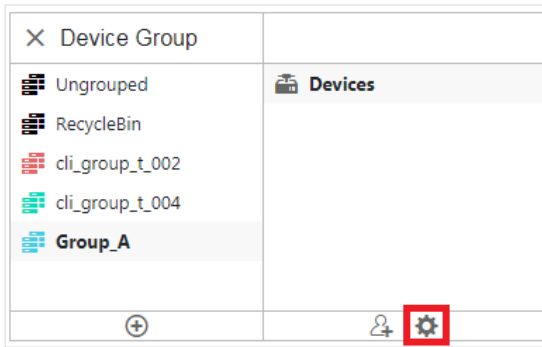 Device Group
Ungrouped
Devices
RecycleBin
cli_group_t_002
cli_group_t_004
Group_A